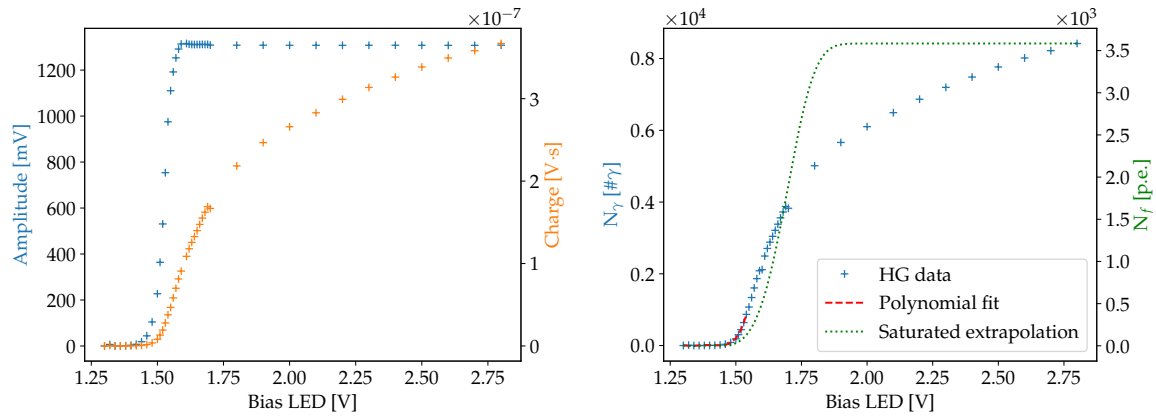 ×10⁻⁷
1200
1000
800
600
400
200
0
Amplitude [mV]
3
2
1
0
Charge [V·s]
1.25 1.50 1.75 2.00 2.25 2.50 2.75
Bias LED [V]
×10⁴
×10³
0.8
0.6
0.4
0.2
0.0
N_γ [#γ]
3.5
3.0
2.5
2.0
1.5
1.0
0.5
0.0
N_f [p.e.]
HG data
Polynomial fit
Saturated extrapolation
1.25 1.50 1.75 2.00 2.25 2.50 2.75
Bias LED [V]